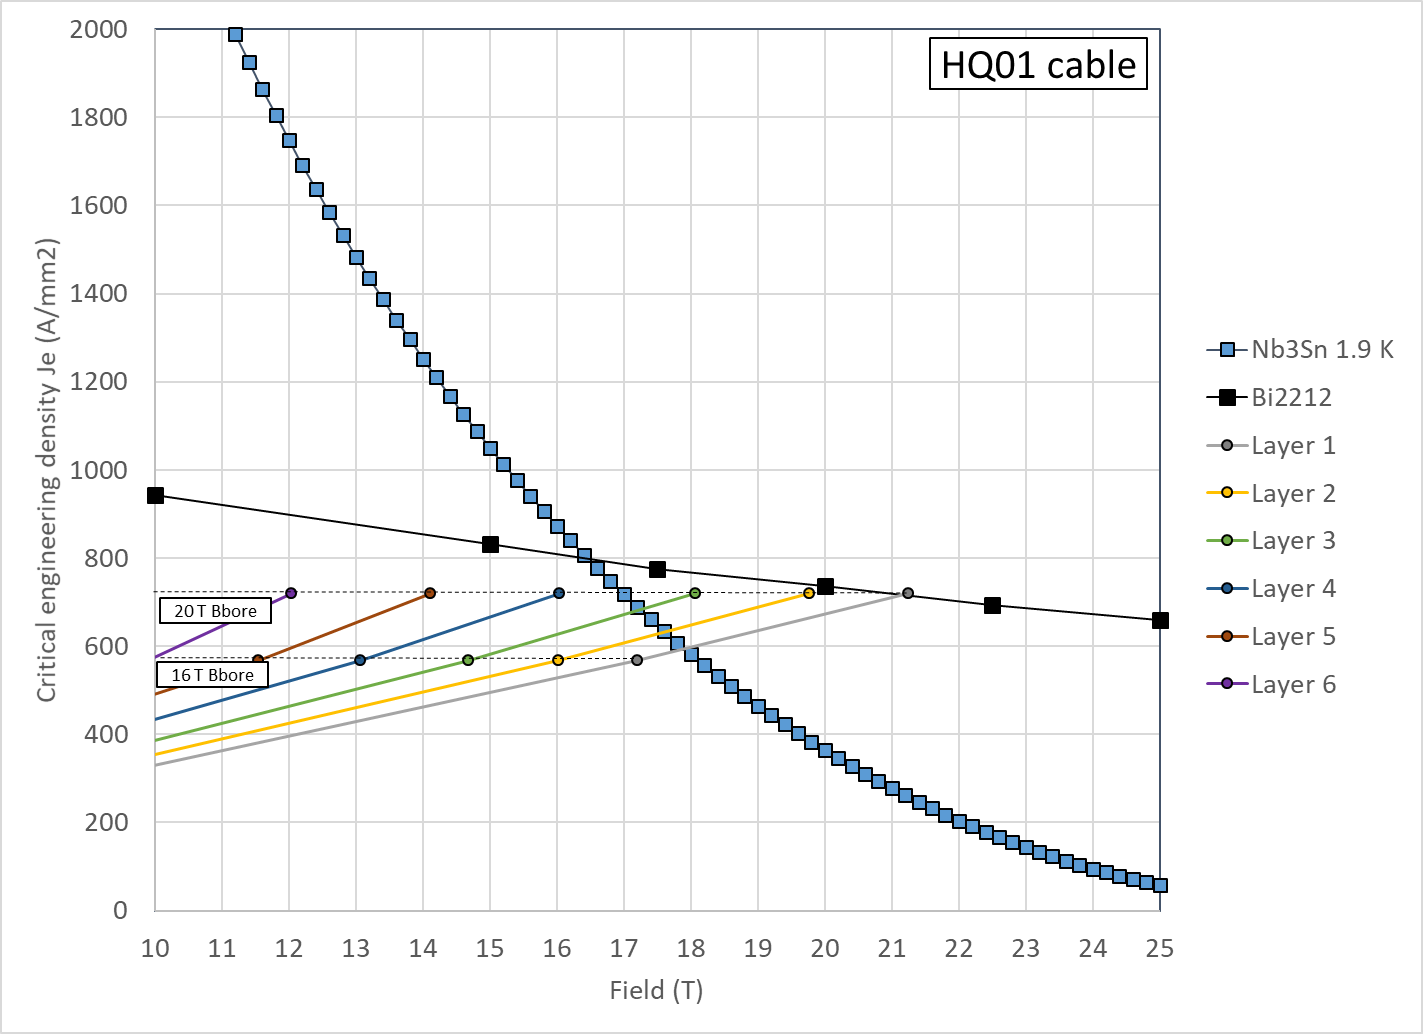 HQ01 cable
Critical engineering density Je (A/mm2)
2000
1800
1600
1400
1200
1000
800
600
400
200
0
20 T Bbore
16 T Bbore
10 11 12 13 14 15 16 17 18 19 20 21 22 23 24 25
Field (T)
Nb3Sn 1.9 K
Bi2212
Layer 1
Layer 2
Layer 3
Layer 4
Layer 5
Layer 6